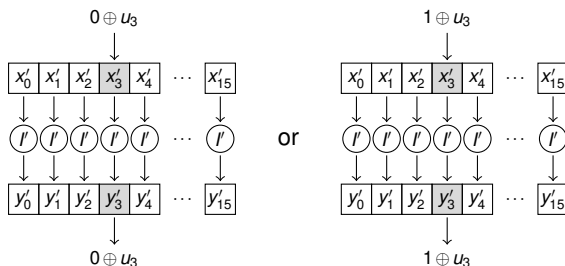 0 ⊕ u₃ 1 ⊕ u₃
x′₀ x′₁ x′₂ x′₃ x′₄ ··· x′₁₅ x′₀ x′₁ x′₂ x′₃ x′₄ ··· x′₁₅
I′ I′ I′ I′ I′ ··· I′ or I′ I′ I′ I′ I′ ··· I′
y′₀ y′₁ y′₂ y′₃ y′₄ ··· y′₁₅ y′₀ y′₁ y′₂ y′₃ y′₄ ··· y′₁₅
0 ⊕ u₃ 1 ⊕ u₃